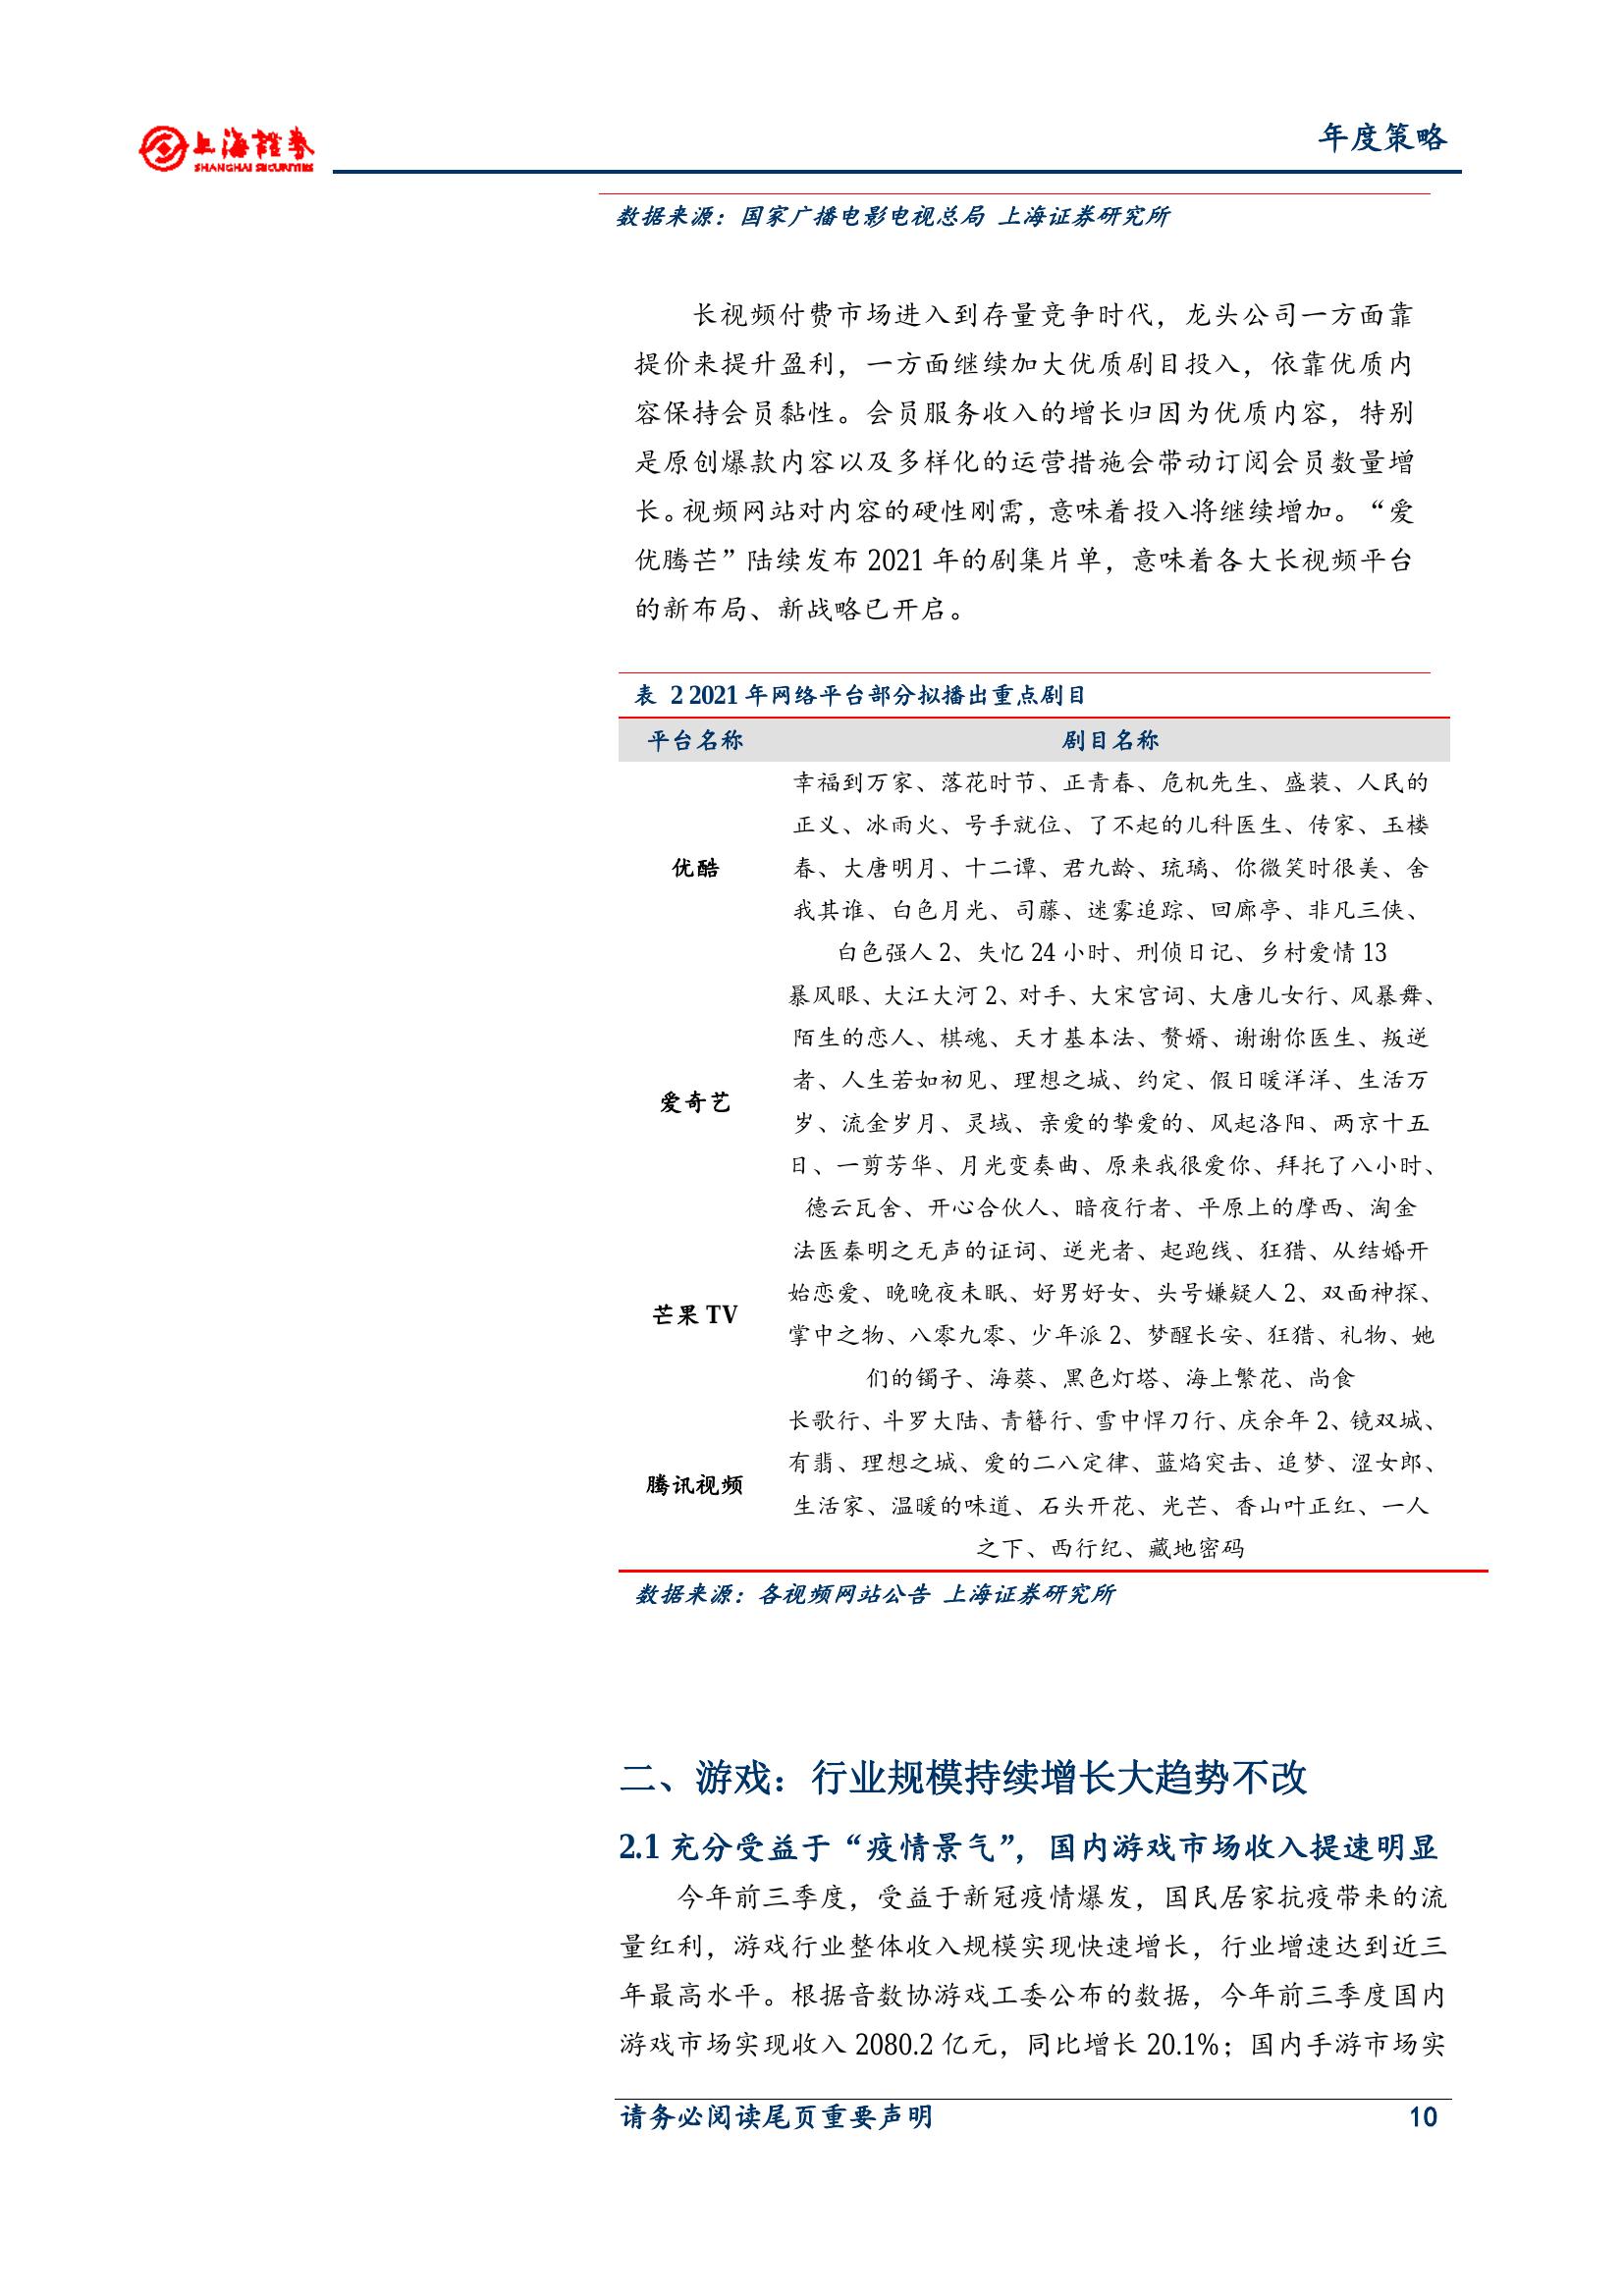 上海證券
SHANGHAI SECURITIES
年度策略
数据来源：国家广播电影电视总局 上海证券研究所
长视频付费市场进入到存量竞争时代，龙头公司一方面靠
提价来提升盈利，一方面继续加大优质剧目投入，依靠优质内
容保持会员黏性。会员服务收入的增长归因为优质内容，特别
是原创爆款内容以及多样化的运营措施会带动订阅会员数量增
长。视频网站对内容的硬性刚需，意味着投入将继续增加。“爱
优腾芒”陆续发布 2021 年的剧集片单，意味着各大长视频平台
的新布局、新战略已开启。
表 2 2021 年网络平台部分拟播出重点剧目
平台名称 剧目名称
幸福到万家、落花时节、正青春、危机先生、盛装、人民的
正义、冰雨火、号手就位、了不起的儿科医生、传家、玉楼
优酷 春、大唐明月、十二谭、君九龄、琉璃、你微笑时很美、舍
我其谁、白色月光、司藤、迷雾追踪、回廊亭、非凡三侠、
白色强人 2、失忆 24 小时、刑侦日记、乡村爱情 13
暴风眼、大江大河 2、对手、大宋宫词、大唐儿女行、风暴舞、
陌生的恋人、棋魂、天才基本法、赘婿、谢谢你医生、叛逆
者、人生若如初见、理想之城、约定、假日暖洋洋、生活万
爱奇艺
岁、流金岁月、灵域、亲爱的挚爱的、风起洛阳、两京十五
日、一剪芳华、月光变奏曲、原来我很爱你、拜托了八小时、
德云瓦舍、开心合伙人、暗夜行者、平原上的摩西、淘金
法医秦明之无声的证词、逆光者、起跑线、狂猎、从结婚开
始恋爱、晚晚夜未眠、好男好女、头号嫌疑人 2、双面神探、
芒果 TV
掌中之物、八零九零、少年派 2、梦醒长安、狂猎、礼物、她
们的镯子、海葵、黑色灯塔、海上繁花、尚食
长歌行、斗罗大陆、青簪行、雪中悍刀行、庆余年 2、镜双城、
有翡、理想之城、爱的二八定律、蓝焰突击、追梦、涩女郎、
腾讯视频
生活家、温暖的味道、石头开花、光芒、香山叶正红、一人
之下、西行纪、藏地密码
数据来源：各视频网站公告 上海证券研究所
二、游戏：行业规模持续增长大趋势不改
2.1 充分受益于“疫情景气”，国内游戏市场收入提速明显
今年前三季度，受益于新冠疫情爆发，国民居家抗疫带来的流
量红利，游戏行业整体收入规模实现快速增长，行业增速达到近三
年最高水平。根据音数协游戏工委公布的数据，今年前三季度国内
游戏市场实现收入 2080.2 亿元，同比增长 20.1%；国内手游市场实
请务必阅读尾页重要声明 10